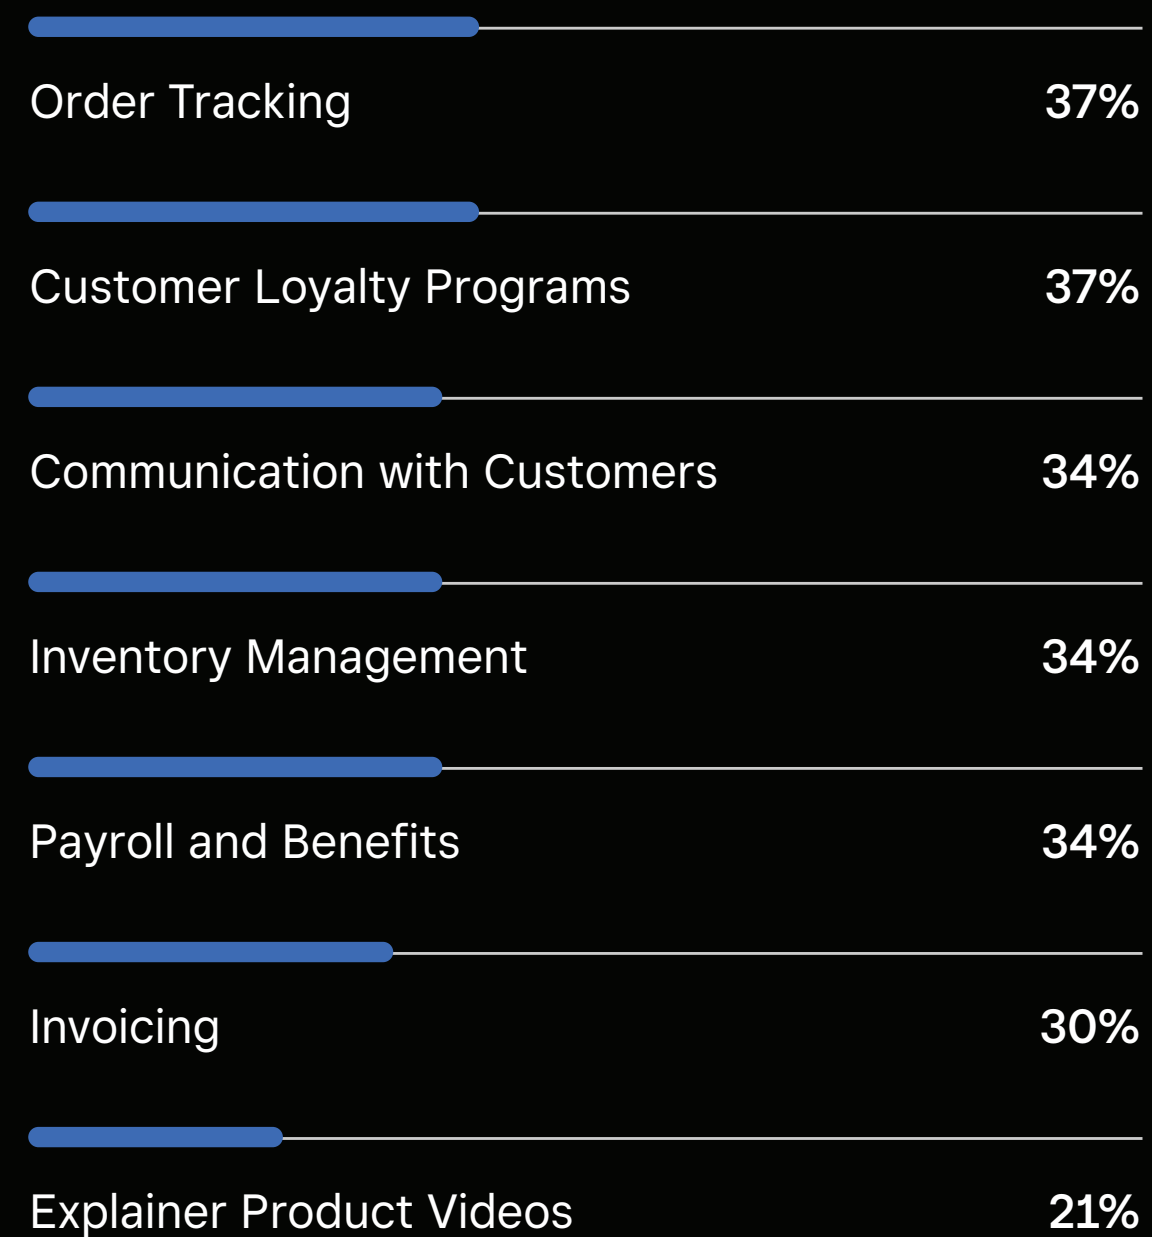 Order Tracking 37%
Customer Loyalty Programs 37%
Communication with Customers 34%
Inventory Management 34%
Payroll and Benefits 34%
Invoicing 30%
Explainer Product Videos 21%